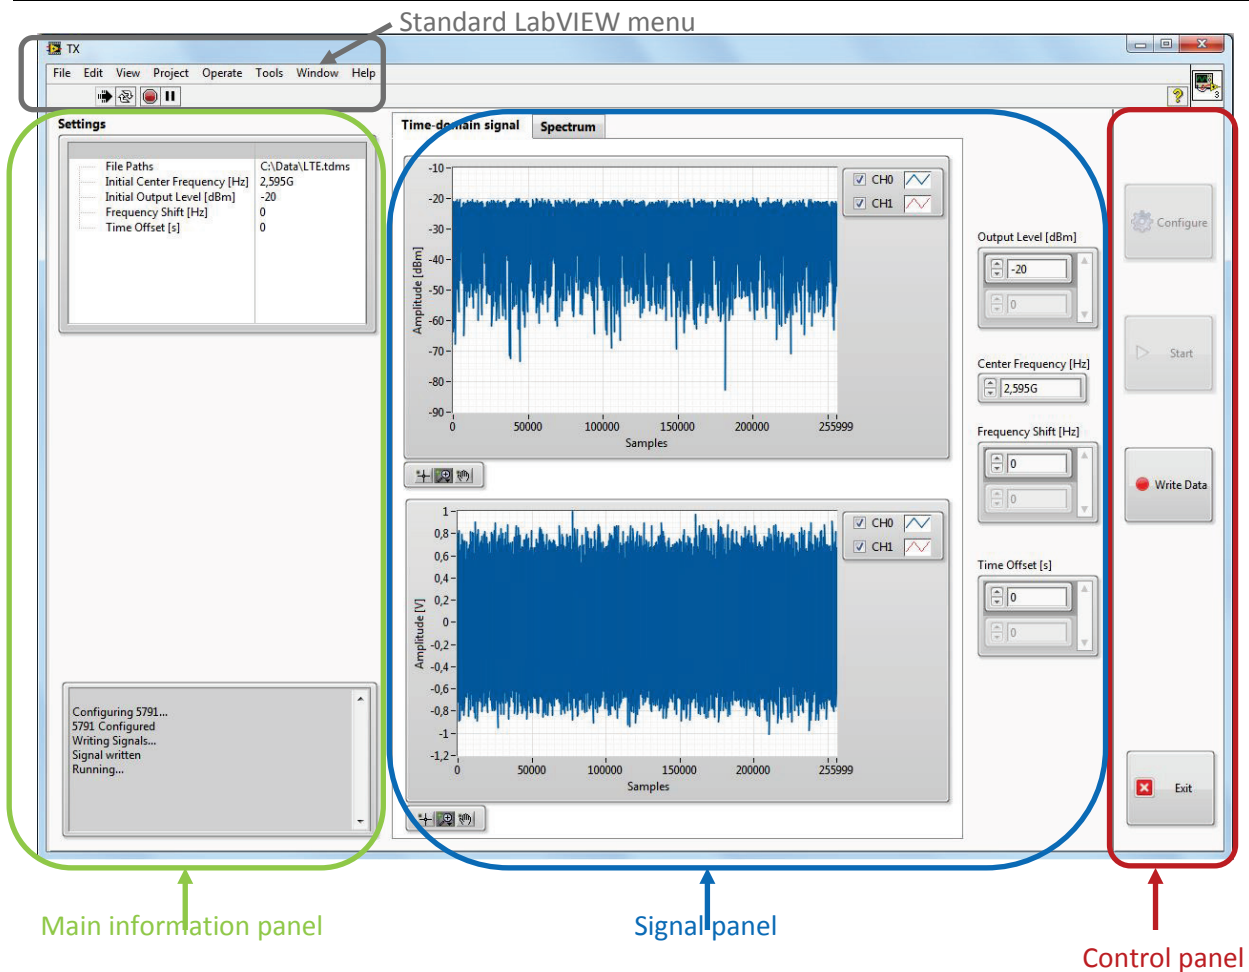 Standard LabVIEW menu
TX
File Edit View Project Operate Tools Window Help
3
Settings
File Paths C:\Data\LTE.tdms
Initial Center Frequency [Hz] 2,595G
Initial Output Level [dBm] -20
Frequency Shift [Hz] 0
Time Offset [s] 0
Configuring 5791...
5791 Configured
Writing Signals...
Signal written
Running...
Time-domain signal Spectrum
Amplitude [dBm]
-10
-20
-30
-40
-50
-60
-70
-80
-90
0 50000 100000 150000 200000 255999
Samples
CH0
CH1
Amplitude [V]
1
0,8
0,6
0,4
0,2
0
-0,2
-0,4
-0,6
-0,8
-1
-1,2
0 50000 100000 150000 200000 255999
Samples
CH0
CH1
Output Level [dBm]
-20
0
Center Frequency [Hz]
2,595G
Frequency Shift [Hz]
0
0
Time Offset [s]
0
0
Configure
Start
Write Data
Exit
Main information panel
Signal panel
Control panel